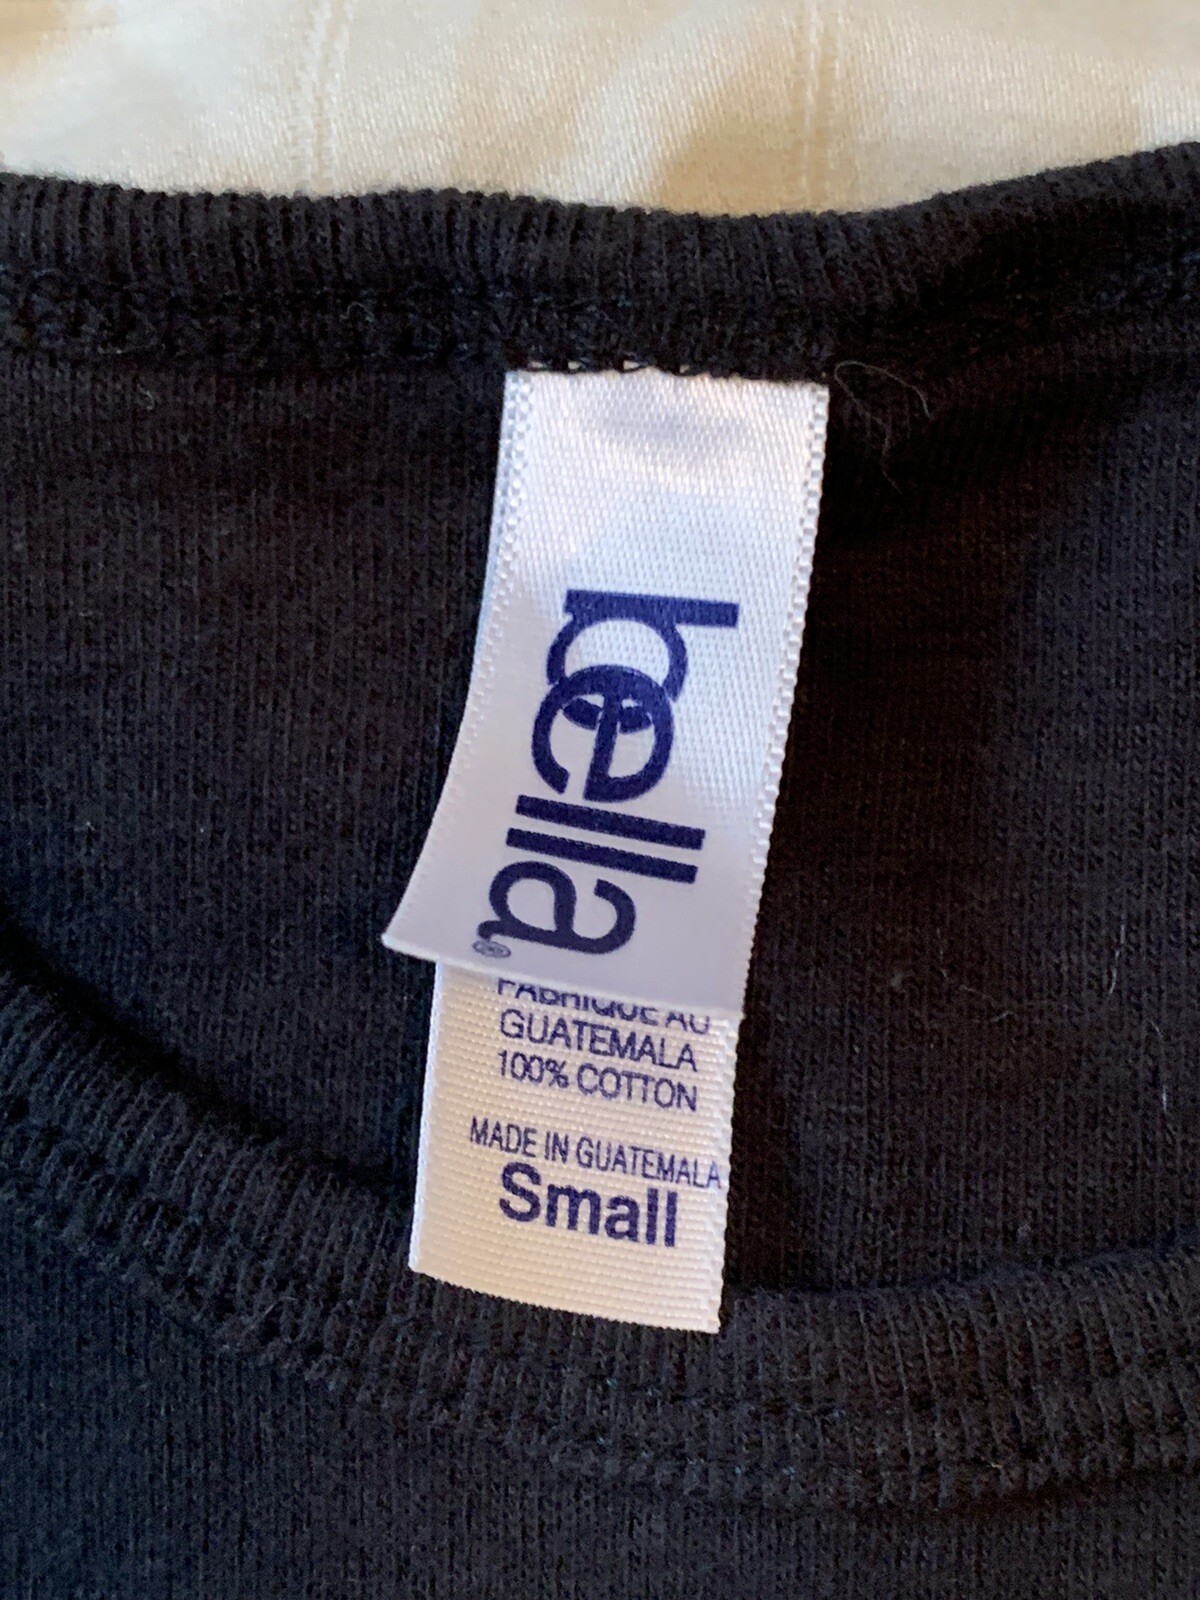 bella®
FABRIQUE AU
GUATEMALA
100% COTTON
MADE IN GUATEMALA
Small